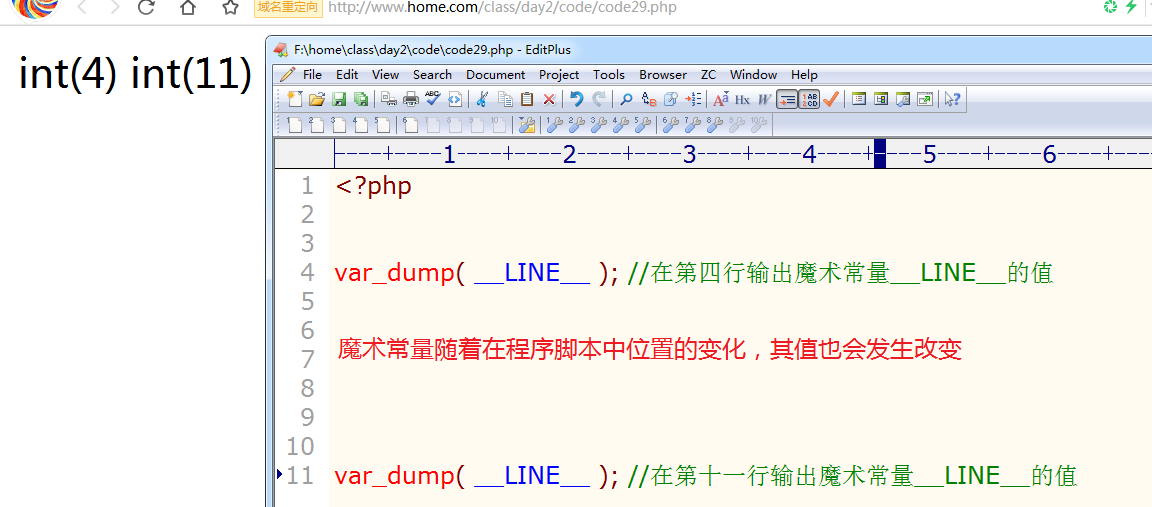 域名重定向 http://www.home.com/class/day2/code/code29.php
int(4) int(11)
F:\home\class\day2\code\code29.php - EditPlus
File Edit View Search Document Project Tools Browser ZC Window Help
----+----1----+----2----+----3----+----4----+----5----+----6----+---
1 <?php
2
3
4 var_dump( __LINE__ ); //在第四行输出魔术常量__LINE__的值
5
6
魔术常量随着在程序脚本中位置的变化，其值也会发生改变
7
8
9
10
11 var_dump( __LINE__ ); //在第十一行输出魔术常量__LINE__的值